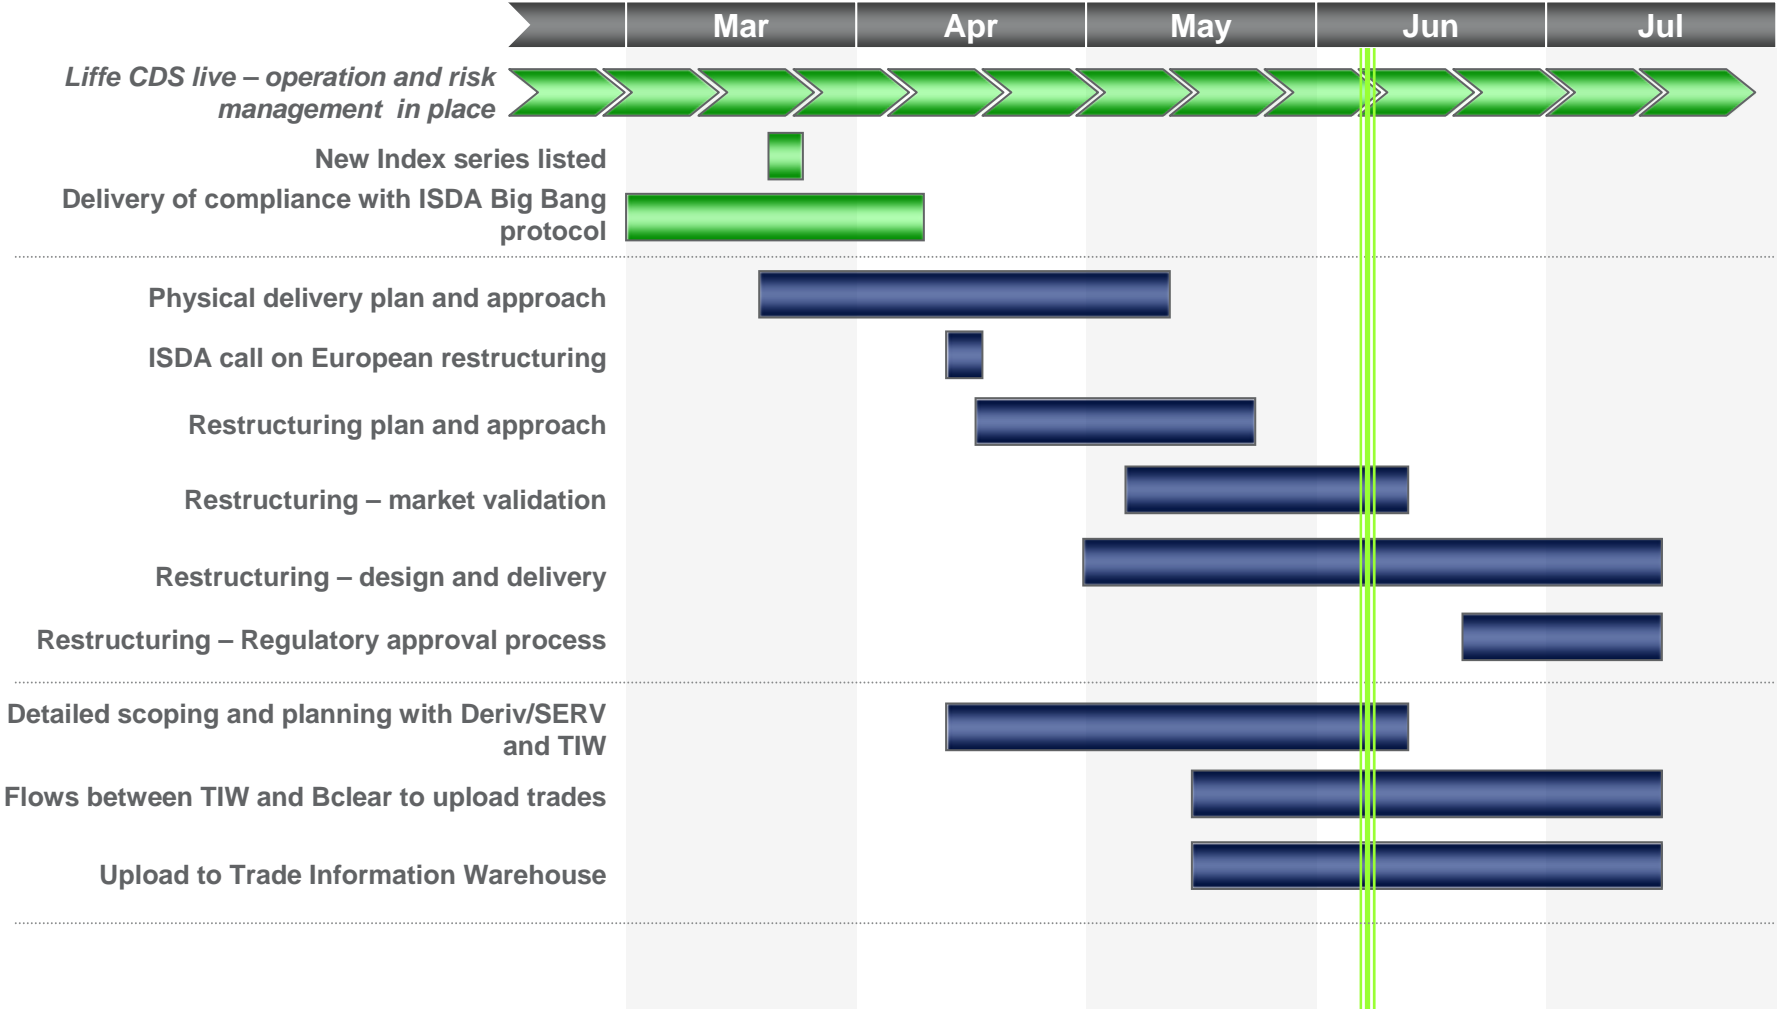 Mar Apr May Jun Jul
Liffe CDS live – operation and risk
management in place
New Index series listed
Delivery of compliance with ISDA Big Bang
protocol
Physical delivery plan and approach
ISDA call on European restructuring
Restructuring plan and approach
Restructuring – market validation
Restructuring – design and delivery
Restructuring – Regulatory approval process
Detailed scoping and planning with Deriv/SERV
and TIW
Flows between TIW and Bclear to upload trades
Upload to Trade Information Warehouse